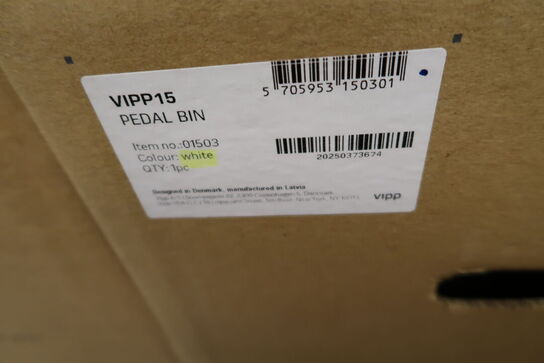 VIPP15
PEDAL BIN
Item no.:01503
Colour: white
QTY: 1pc
5 705953 150301
20250373674
Designed in Denmark, manufactured in Latvia
vipp